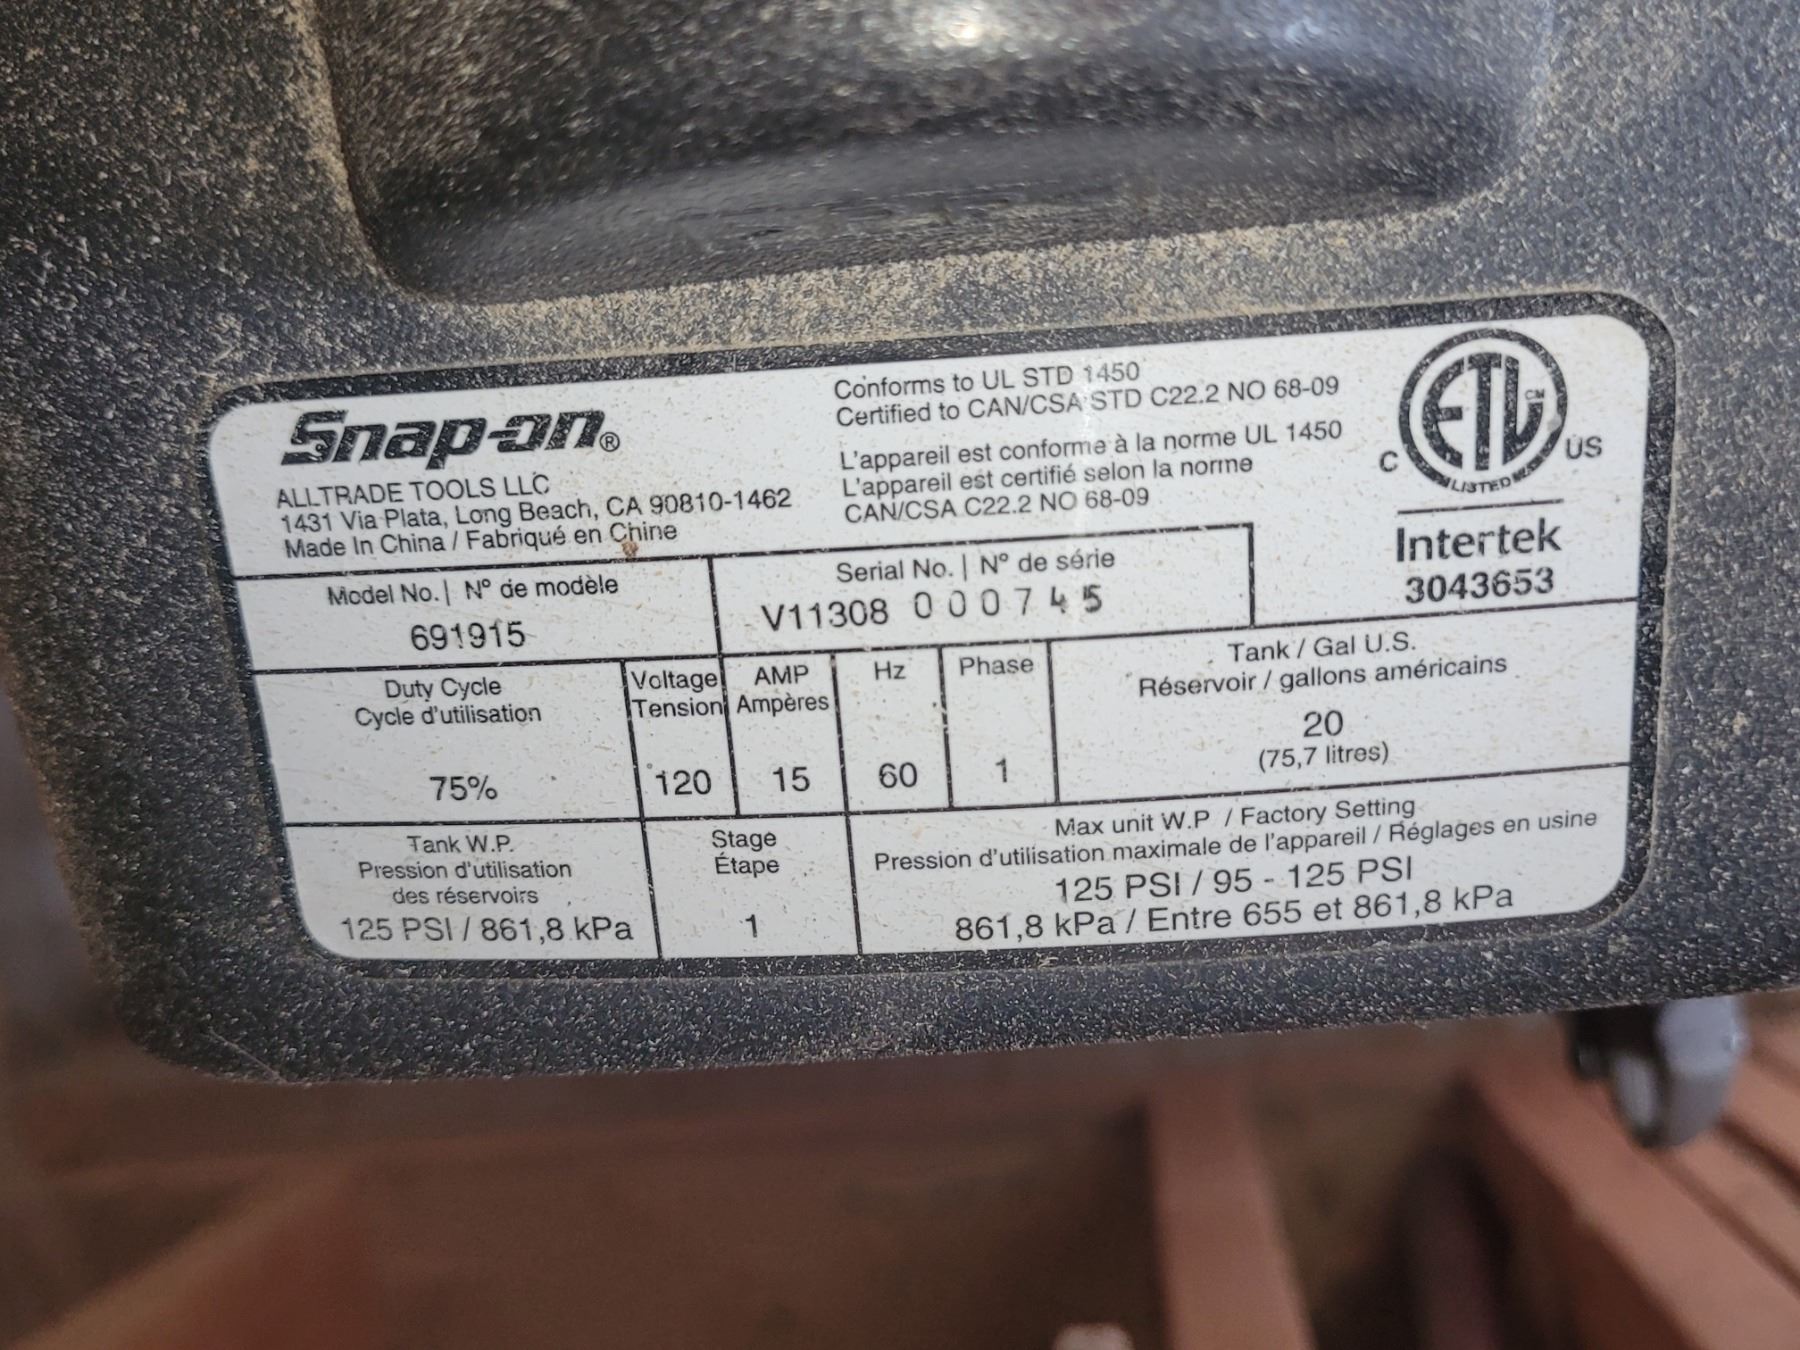 Snap-on®
ALLTRADE TOOLS LLC
1431 Via Plata, Long Beach, CA 90810-1462
Made In China / Fabriqué en Chine
Conforms to UL STD 1450
Certified to CAN/CSA STD C22.2 NO 68-09
L'appareil est conforme à la norme UL 1450
L'appareil est certifié selon la norme
CAN/CSA C22.2 NO 68-09
ETL CM
C US
LISTED
Intertek
3043653
Model No. | Nº de modèle
691915
Serial No. | Nº de série
V11308 000745
Duty Cycle
Cycle d'utilisation
75%
Voltage
Tension
120
AMP
Ampères
15
Hz
60
Phase
1
Tank / Gal U.S.
Réservoir / gallons américains
20
(75,7 litres)
Tank W.P.
Pression d'utilisation
des réservoirs
125 PSI / 861,8 kPa
Stage
Étape
1
Max unit W.P / Factory Setting
Pression d'utilisation maximale de l'appareil / Réglages en usine
125 PSI / 95 - 125 PSI
861,8 kPa / Entre 655 et 861,8 kPa